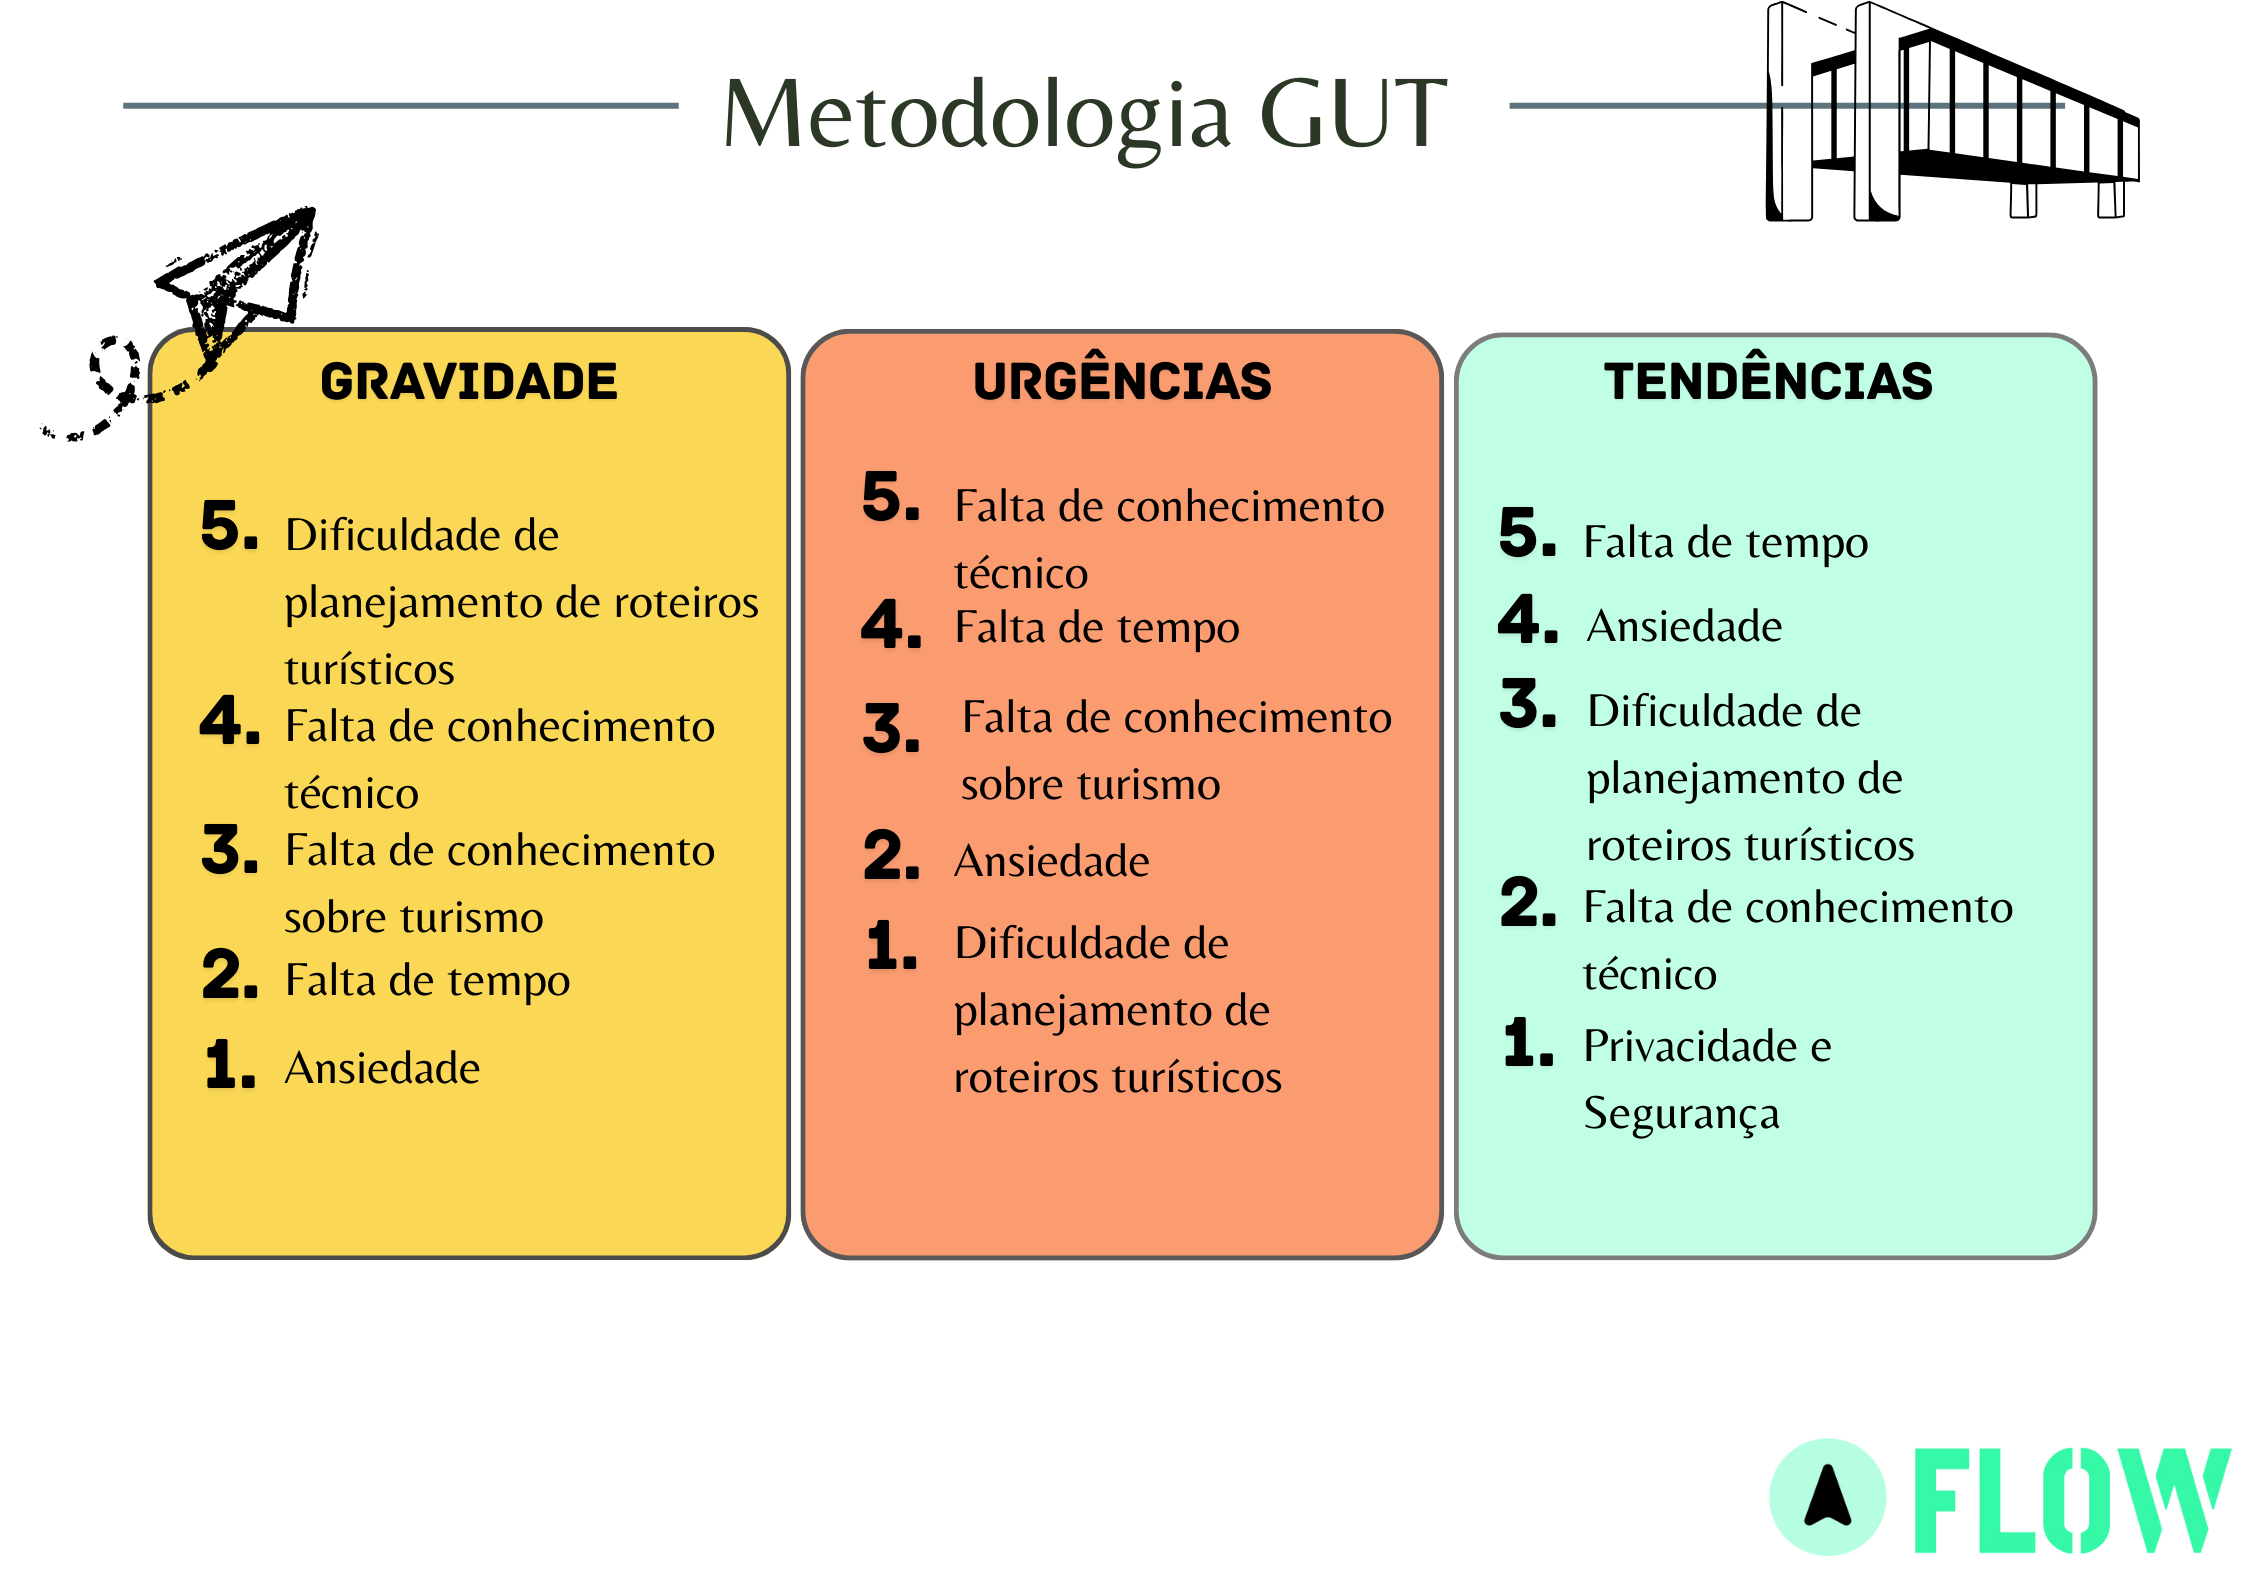 Metodologia GUT
GRAVIDADE
5. Dificuldade de
planejamento de roteiros
turísticos
4. Falta de conhecimento
técnico
3. Falta de conhecimento
sobre turismo
2. Falta de tempo
1. Ansiedade
URGÊNCIAS
5. Falta de conhecimento
técnico
4. Falta de tempo
3. Falta de conhecimento
sobre turismo
2. Ansiedade
1. Dificuldade de
planejamento de
roteiros turísticos
TENDÊNCIAS
5. Falta de tempo
4. Ansiedade
3. Dificuldade de
planejamento de
roteiros turísticos
2. Falta de conhecimento
técnico
1. Privacidade e
Segurança
FLOW